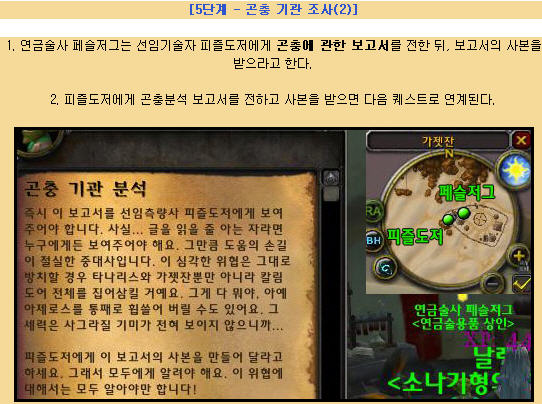 [5단계 - 곤충 기관 조사(2)]
1. 연금술사 페슬저그는 선임기술자 피즐도저에게 곤충에 관한 보고서를 전한 뒤, 보고서의 사본을
받으라고 한다.
2. 피즐도저에게 곤충분석 보고서를 전하고 사본을 받으면 다음 퀘스트로 연계된다.
곤충 기관 분석
즉시 이 보고서를 선임측량사 피즐도저에게 보여
주어야 합니다. 사실... 글을 읽을 줄 아는 자라면
누구에게든 보여주어야 해요. 그만큼 도움의 손길
이 절실한 중대사입니다. 이 심각한 위협은 그대로
방치할 경우 타나리스와 가젯잔뿐만 아니라 칼림
도어 전체를 집어삼킬 거예요. 그게 다 뭐야, 아예
아제로스를 통째로 휩쓸어 버릴 수도 있어요. 그
세력은 사그라질 기미가 전혀 보이지 않으니까...
피즐도저에게 이 보고서의 사본을 만들어 달라고
하세요. 그래서 모두에게 알려야 해요. 이 위협에
대해서는 모두 알아야만 합니다!
가젯잔
N
페슬저그
RA
피즐도저
BH
C
연금술사 페슬저그
<연금술용품 상인>
XP 44
날
<소나기형